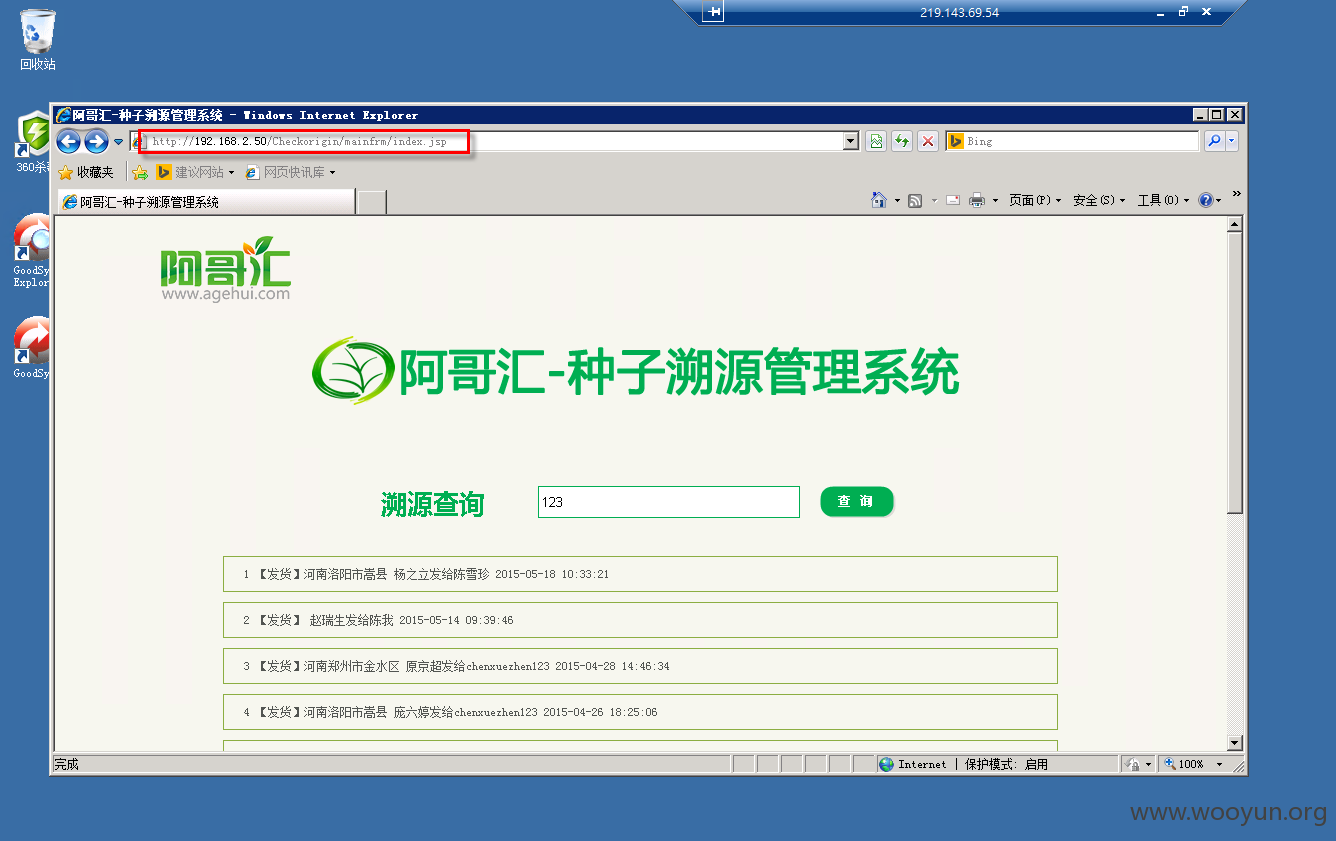 219.143.69.54
回收站
阿哥汇-种子溯源管理系统 - Windows Internet Explorer
http://192.168.2.50/Checkorigin/mainfrm/index.jsp
Bing
360杀
收藏夹
建议网站
网页快讯库
阿哥汇-种子溯源管理系统
页面(P)
安全(S)
工具(O)
GoodSy
Explor
GoodSy
阿哥汇
www.agehui.com
阿哥汇-种子溯源管理系统
溯源查询
123
查 询
1 【发货】河南洛阳市嵩县 杨之立发给陈雪珍 2015-05-18 10:33:21
2 【发货】 赵瑞生发给陈我 2015-05-14 09:39:46
3 【发货】河南郑州市金水区 原京超发给chenxuezhen123 2015-04-28 14:46:34
4 【发货】河南洛阳市嵩县 庞六婷发给chenxuezhen123 2015-04-26 18:25:06
完成
Internet | 保护模式: 启用
100%
www.wooyun.org